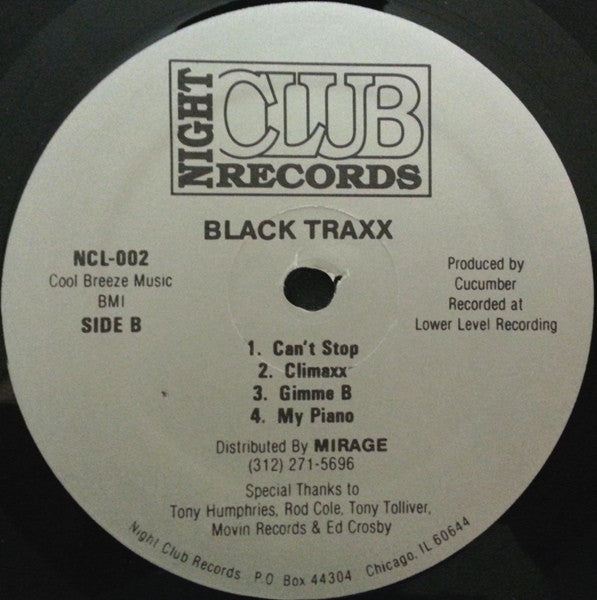 NIGHT CLUB
RECORDS
BLACK TRAXX
NCL-002
Cool Breeze Music
BMI
SIDE B
Produced by
Cucumber
Recorded at
Lower Level Recording
1. Can't Stop
2. Climaxx
3. Gimme B
4. My Piano
Distributed By MIRAGE
(312) 271-5696
Special Thanks to
Tony Humphries, Rod Cole, Tony Tolliver,
Movin Records & Ed Crosby
Night Club Records P.O. Box 44304 Chicago, IL 60644